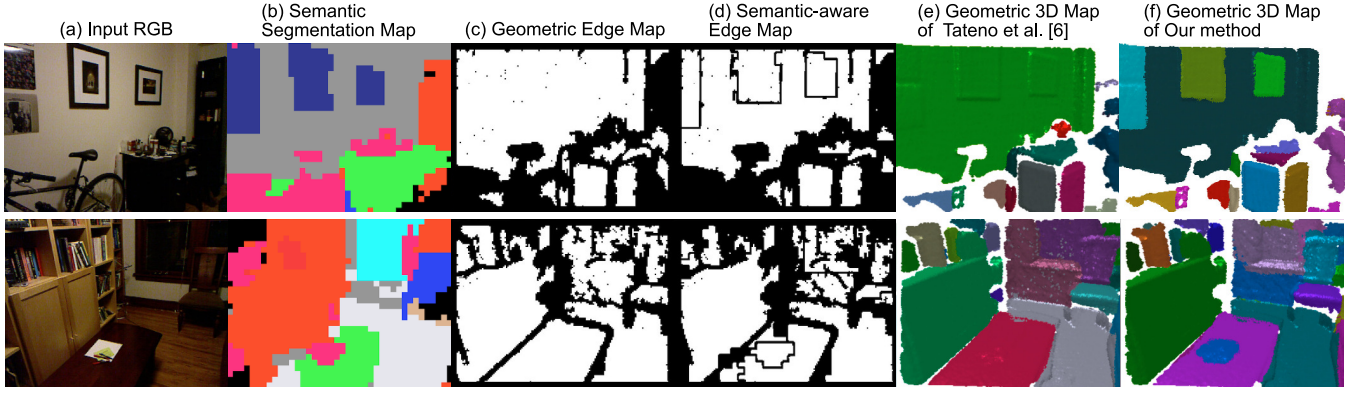 (a) Input RGB
(b) Semantic
Segmentation Map
(c) Geometric Edge Map
(d) Semantic-aware
Edge Map
(e) Geometric 3D Map
of Tateno et al. [6]
(f) Geometric 3D Map
of Our method